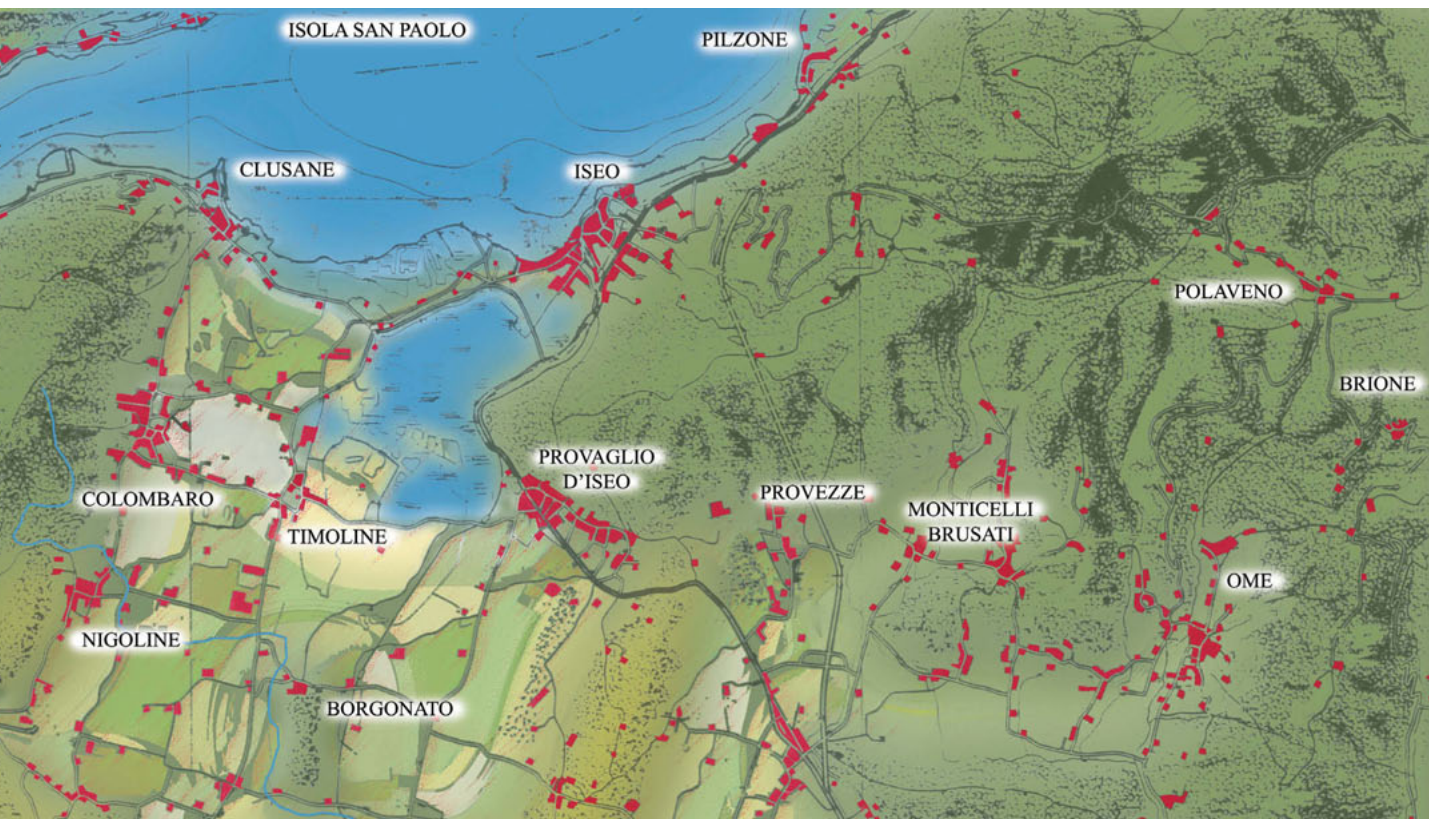 ISOLA SAN PAOLO
PILZONE
CLUSANE
ISEO
POLAVENO
BRIONE
PROVAGLIO
D'ISEO
COLOMBARO
PROVEZZE
MONTICELLI
BRUSATI
TIMOLINE
OME
NIGOLINE
BORGONATO